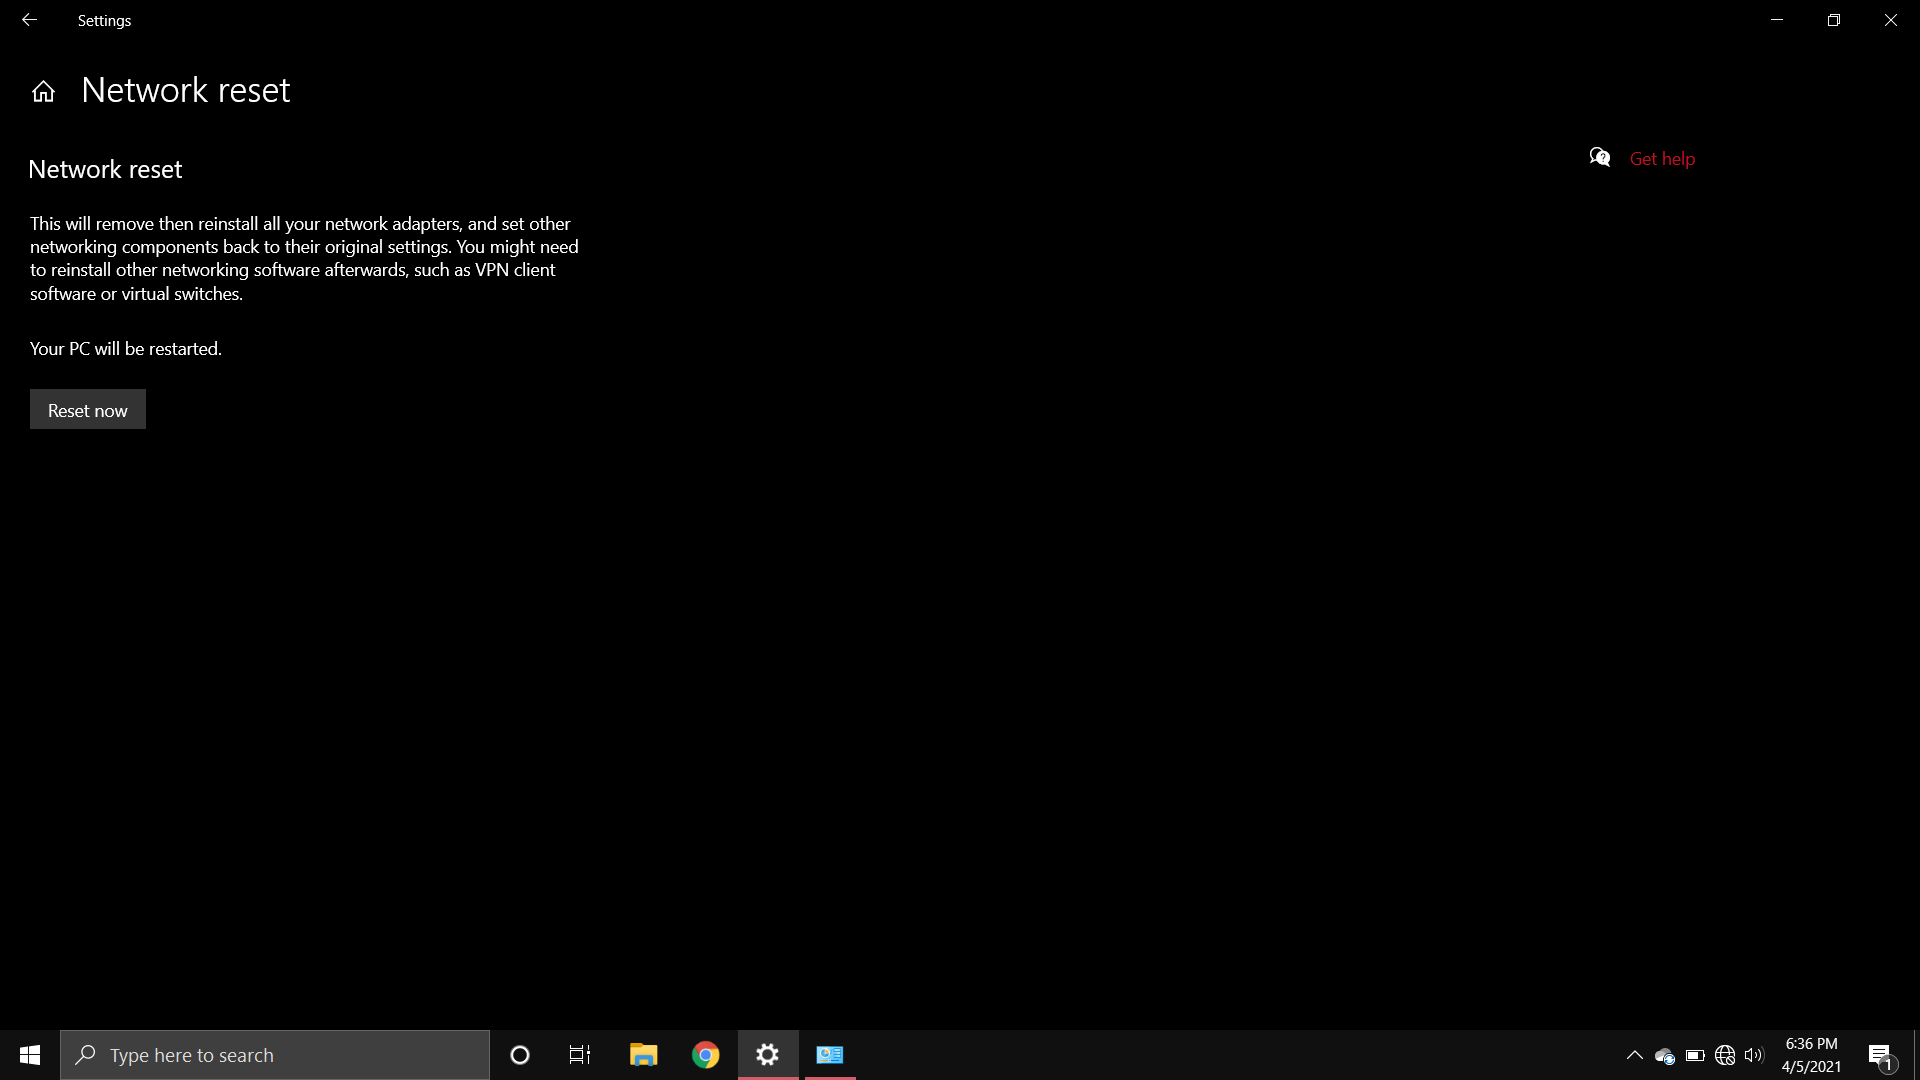 Settings
Network reset
Network reset
Get help
This will remove then reinstall all your network adapters, and set other
networking components back to their original settings. You might need
to reinstall other networking software afterwards, such as VPN client
software or virtual switches.
Your PC will be restarted.
Reset now
Type here to search
6:36 PM
4/5/2021
1